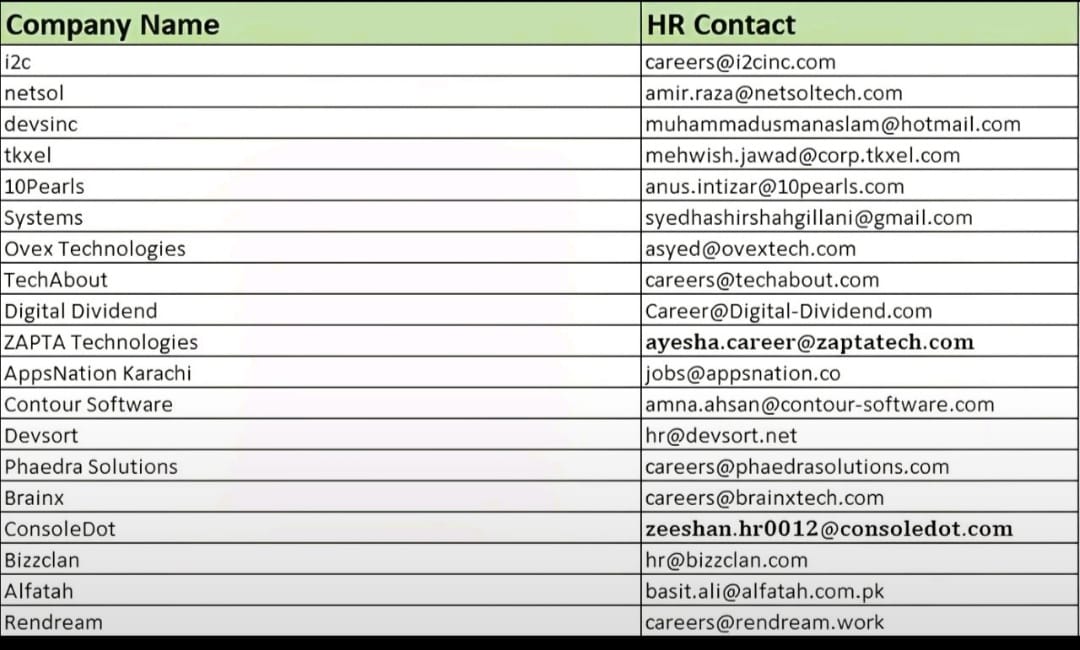 Company Name HR Contact
i2c careers@i2cinc.com
netsol amir.raza@netsoltech.com
devsinc muhammadusmanaslam@hotmail.com
tkxel mehwish.jawad@corp.tkxel.com
10Pearls anus.intizar@10pearls.com
Systems syedhashirshahgillani@gmail.com
Ovex Technologies asyed@ovextech.com
TechAbout careers@techabout.com
Digital Dividend Career@Digital-Dividend.com
ZAPTA Technologies ayesha.career@zaptatech.com
AppsNation Karachi jobs@appsnation.co
Contour Software amna.ahsan@contour-software.com
Devsort hr@devsort.net
Phaedra Solutions careers@phaedrasolutions.com
Brainx careers@brainxtech.com
ConsoleDot zeeshan.hr0012@consoledot.com
Bizzclan hr@bizzclan.com
Alfatah basit.ali@alfatah.com.pk
Rendream careers@rendream.work